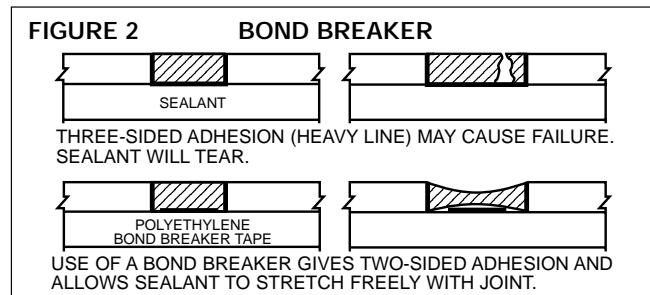 FIGURE 2 BOND BREAKER
SEALANT
THREE-SIDED ADHESION (HEAVY LINE) MAY CAUSE FAILURE.
SEALANT WILL TEAR.
POLYETHYLENE
BOND BREAKER TAPE
USE OF A BOND BREAKER GIVES TWO-SIDED ADHESION AND
ALLOWS SEALANT TO STRETCH FREELY WITH JOINT.